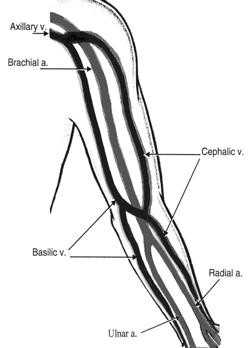 Axillary v.
Brachial a.
Cephalic v.
Basilic v.
Radial a.
Ulnar a.